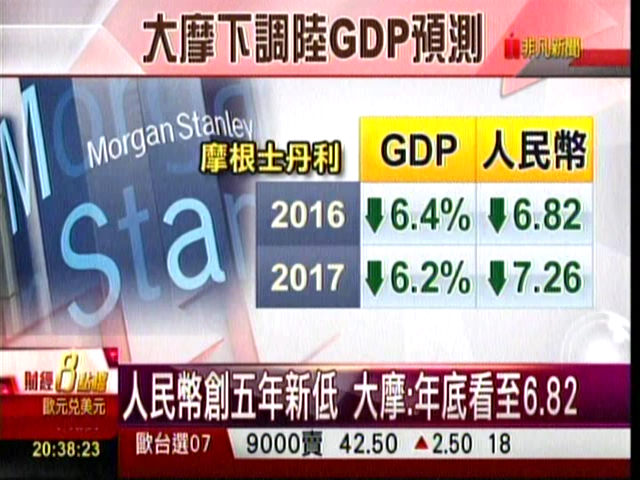 大摩下調陸GDP預測
非凡新聞
Morgan Stanley
摩根士丹利
GDP 人民幣
2016 ↓6.4% ↓6.82
2017 ↓6.2% ↓7.26
Sta
財經8點檔
人民幣創五年新低 大摩:年底看至6.82
歐元兌美元
20:38:23
歐台選07 9000賣 42.50 ▲2.50 18